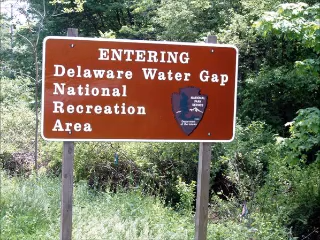 ENTERING
Delaware Water Gap
National
Recreation
Area
NATIONAL
PARK
SERVICE